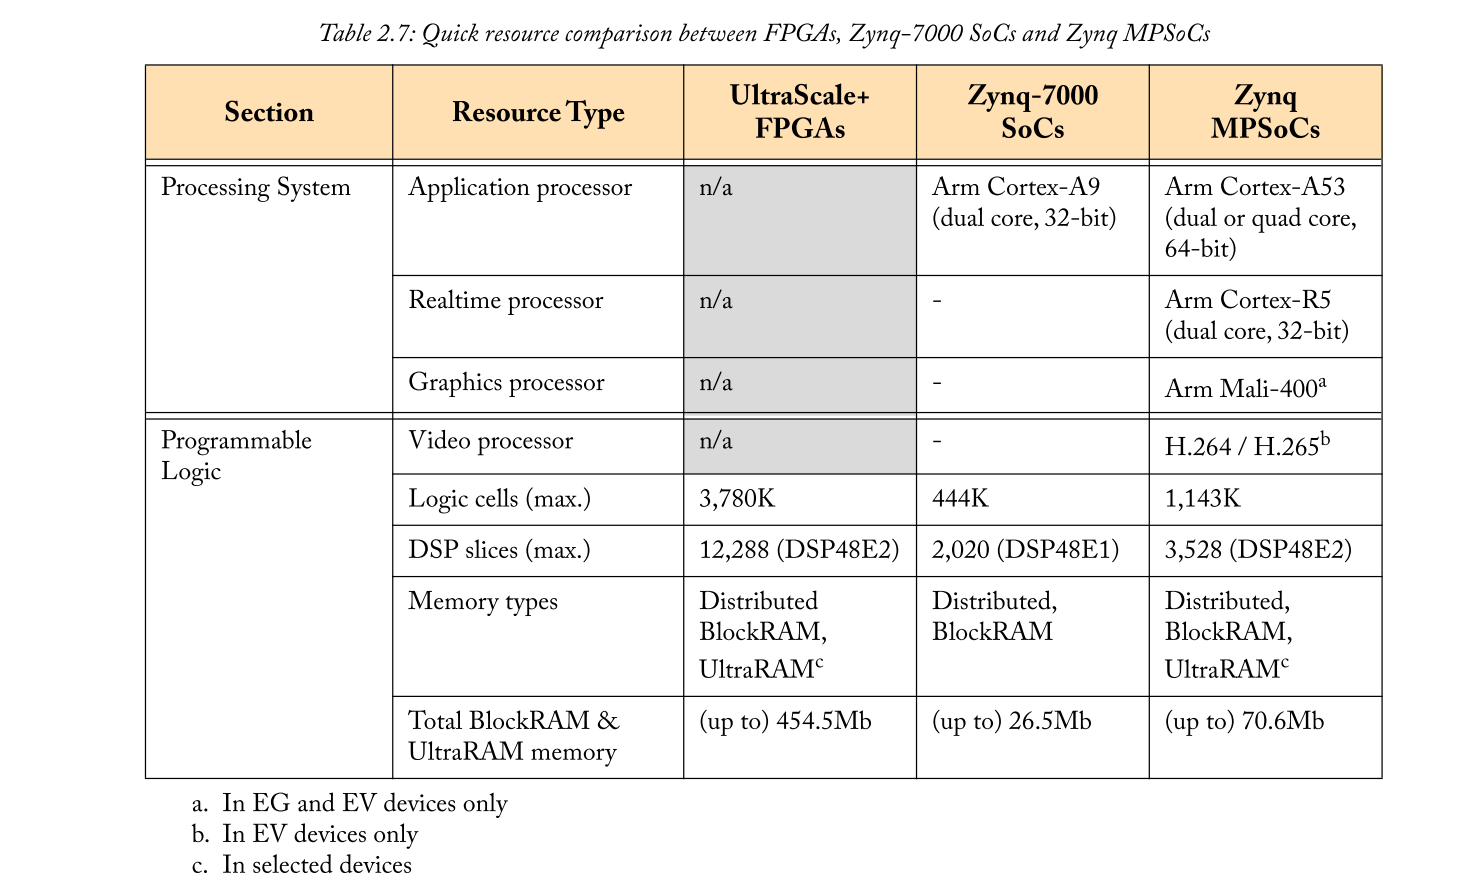 Table 2.7: Quick resource comparison between FPGAs, Zynq-7000 SoCs and Zynq MPSoCs
Section
Resource Type
UltraScale+
FPGAs
Zynq-7000
SoCs
Zynq
MPSoCs
Processing System
Application processor
n/a
Arm Cortex-A9
(dual core, 32-bit)
Arm Cortex-A53
(dual or quad core,
64-bit)
Realtime processor
n/a
-
Arm Cortex-R5
(dual core, 32-bit)
Graphics processor
n/a
-
Arm Mali-400a
Programmable
Logic
Video processor
n/a
-
H.264 / H.265b
Logic cells (max.)
3,780K
444K
1,143K
DSP slices (max.)
12,288 (DSP48E2)
2,020 (DSP48E1)
3,528 (DSP48E2)
Memory types
Distributed
BlockRAM,
UltraRAMc
Distributed,
BlockRAM
Distributed,
BlockRAM,
UltraRAMc
Total BlockRAM &
UltraRAM memory
(up to) 454.5Mb
(up to) 26.5Mb
(up to) 70.6Mb
a. In EG and EV devices only
b. In EV devices only
c. In selected devices